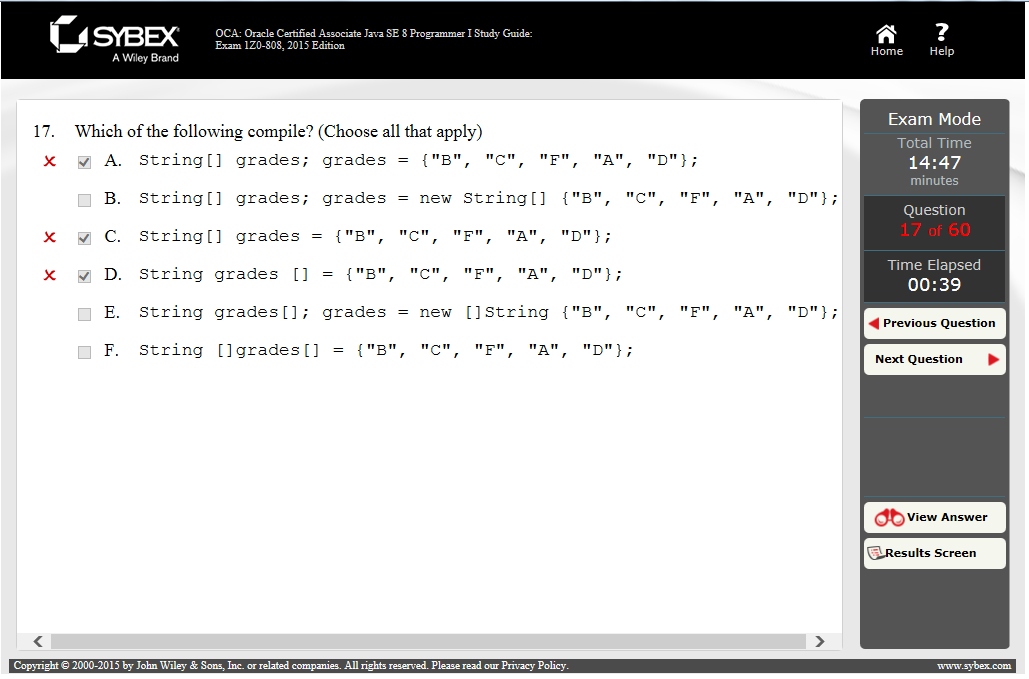 SYBEX
A Wiley Brand
OCA: Oracle Certified Associate Java SE 8 Programmer I Study Guide:
Exam 1Z0-808, 2015 Edition
Home
?
Help
17. Which of the following compile? (Choose all that apply)
A. String[] grades; grades = {"B", "C", "F", "A", "D"};
B. String[] grades; grades = new String[] {"B", "C", "F", "A", "D"};
C. String[] grades = {"B", "C", "F", "A", "D"};
D. String grades [] = {"B", "C", "F", "A", "D"};
E. String grades[]; grades = new []String {"B", "C", "F", "A", "D"};
F. String []grades[] = {"B", "C", "F", "A", "D"};
Exam Mode
Total Time
14:47
minutes
Question
17 of 60
Time Elapsed
00:39
Previous Question
Next Question
View Answer
Results Screen
Copyright © 2000-2015 by John Wiley & Sons, Inc. or related companies. All rights reserved. Please read our Privacy Policy.
www.sybex.com